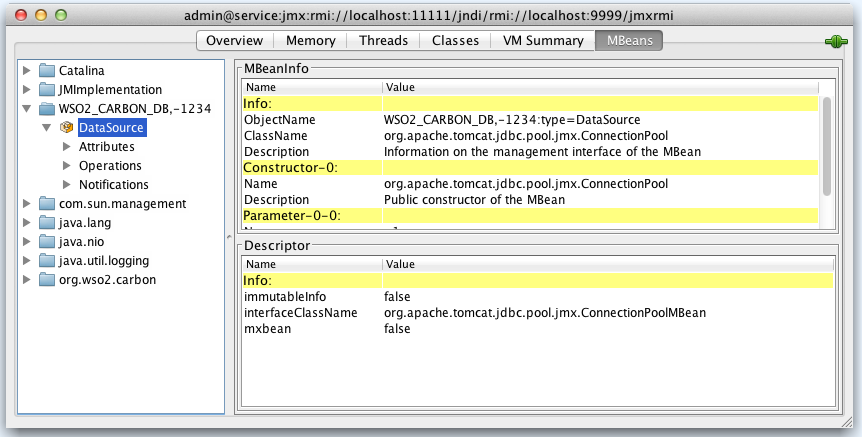 admin@service:jmx:rmi://localhost:11111/jndi/rmi://localhost:9999/jmxrmi
Overview Memory Threads Classes VM Summary MBeans
Catalina
JMImplementation
WSO2_CARBON_DB,-1234
DataSource
Attributes
Operations
Notifications
com.sun.management
java.lang
java.nio
java.util.logging
org.wso2.carbon
MBeanInfo
Name Value
Info:
ObjectName WSO2_CARBON_DB,-1234:type=DataSource
ClassName org.apache.tomcat.jdbc.pool.jmx.ConnectionPool
Description Information on the management interface of the MBean
Constructor-0:
Name org.apache.tomcat.jdbc.pool.jmx.ConnectionPool
Description Public constructor of the MBean
Parameter-0-0:
Descriptor
Name Value
Info:
immutableInfo false
interfaceClassName org.apache.tomcat.jdbc.pool.jmx.ConnectionPoolMBean
mxbean false